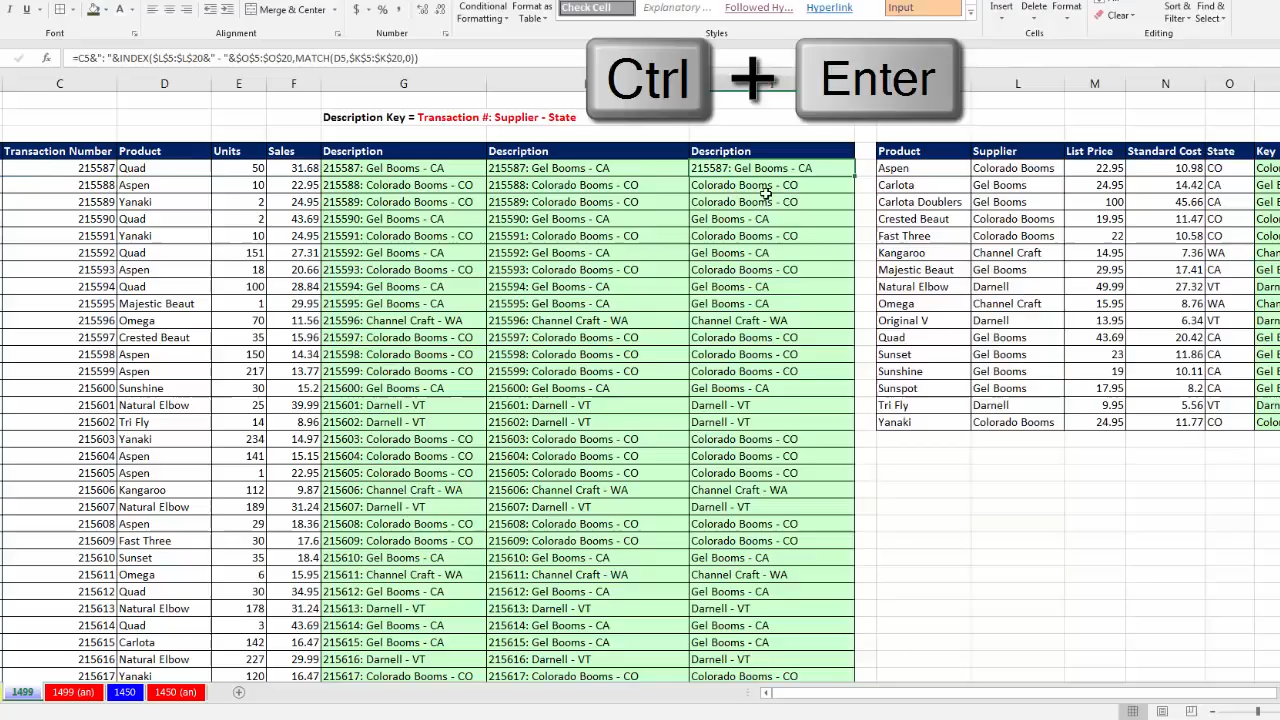 I U Merge & Center $ % , Conditional Formatting Format as Table Check Cell Explanatory ... Followed Hy... Hyperlink Input Insert Delete Format Clear Sort & Filter Find & Select
Font Alignment Number Styles Cells Editing
fx =C5&": "&INDEX($L$5:$L$20&" - "&$O$5:$O$20,MATCH(D5,$K$5:$K$20,0))
Ctrl + Enter
C D E F G K L M N O
Description Key = Transaction #: Supplier - State
Transaction Number Product Units Sales Description Description Description Product Supplier List Price Standard Cost State Key
215587 Quad 50 31.68 215587: Gel Booms - CA 215587: Gel Booms - CA 215587: Gel Booms - CA Aspen Colorado Booms 22.95 10.98 CO
215588 Aspen 10 22.95 215588: Colorado Booms - CO 215588: Colorado Booms - CO Colorado Booms - CO Carlota Gel Booms 24.95 14.42 CA
215589 Yanaki 2 24.95 215589: Colorado Booms - CO 215589: Colorado Booms - CO Colorado Booms - CO Carlota Doublers Gel Booms 100 45.66 CA
215590 Quad 2 43.69 215590: Gel Booms - CA 215590: Gel Booms - CA Gel Booms - CA Crested Beaut Colorado Booms 19.95 11.47 CO
215591 Yanaki 10 24.95 215591: Colorado Booms - CO 215591: Colorado Booms - CO Colorado Booms - CO Fast Three Colorado Booms 22 10.58 CO
215592 Quad 151 27.31 215592: Gel Booms - CA 215592: Gel Booms - CA Gel Booms - CA Kangaroo Channel Craft 14.95 7.36 WA
215593 Aspen 18 20.66 215593: Colorado Booms - CO 215593: Colorado Booms - CO Colorado Booms - CO Majestic Beaut Gel Booms 29.95 17.41 CA
215594 Quad 100 28.84 215594: Gel Booms - CA 215594: Gel Booms - CA Gel Booms - CA Natural Elbow Darnell 49.99 27.32 VT
215595 Majestic Beaut 1 29.95 215595: Gel Booms - CA 215595: Gel Booms - CA Gel Booms - CA Omega Channel Craft 15.95 8.76 WA
215596 Omega 70 11.56 215596: Channel Craft - WA 215596: Channel Craft - WA Channel Craft - WA Original V Darnell 13.95 6.34 VT
215597 Crested Beaut 35 15.96 215597: Colorado Booms - CO 215597: Colorado Booms - CO Colorado Booms - CO Quad Gel Booms 43.69 20.42 CA
215598 Aspen 150 14.34 215598: Colorado Booms - CO 215598: Colorado Booms - CO Colorado Booms - CO Sunset Gel Booms 23 11.86 CA
215599 Aspen 217 13.77 215599: Colorado Booms - CO 215599: Colorado Booms - CO Colorado Booms - CO Sunshine Gel Booms 19 10.11 CA
215600 Sunshine 30 15.2 215600: Gel Booms - CA 215600: Gel Booms - CA Gel Booms - CA Sunspot Gel Booms 17.95 8.2 CA
215601 Natural Elbow 25 39.99 215601: Darnell - VT 215601: Darnell - VT Darnell - VT Tri Fly Darnell 9.95 5.56 VT
215602 Tri Fly 14 8.96 215602: Darnell - VT 215602: Darnell - VT Darnell - VT Yanaki Colorado Booms 24.95 11.77 CO
215603 Yanaki 234 14.97 215603: Colorado Booms - CO 215603: Colorado Booms - CO Colorado Booms - CO
215604 Aspen 141 15.15 215604: Colorado Booms - CO 215604: Colorado Booms - CO Colorado Booms - CO
215605 Aspen 1 22.95 215605: Colorado Booms - CO 215605: Colorado Booms - CO Colorado Booms - CO
215606 Kangaroo 112 9.87 215606: Channel Craft - WA 215606: Channel Craft - WA Channel Craft - WA
215607 Natural Elbow 189 31.24 215607: Darnell - VT 215607: Darnell - VT Darnell - VT
215608 Aspen 29 18.36 215608: Colorado Booms - CO 215608: Colorado Booms - CO Colorado Booms - CO
215609 Fast Three 30 17.6 215609: Colorado Booms - CO 215609: Colorado Booms - CO Colorado Booms - CO
215610 Sunset 35 18.4 215610: Gel Booms - CA 215610: Gel Booms - CA Gel Booms - CA
215611 Omega 6 15.95 215611: Channel Craft - WA 215611: Channel Craft - WA Channel Craft - WA
215612 Quad 30 34.95 215612: Gel Booms - CA 215612: Gel Booms - CA Gel Booms - CA
215613 Natural Elbow 178 31.24 215613: Darnell - VT 215613: Darnell - VT Darnell - VT
215614 Quad 3 43.69 215614: Gel Booms - CA 215614: Gel Booms - CA Gel Booms - CA
215615 Carlota 142 16.47 215615: Gel Booms - CA 215615: Gel Booms - CA Gel Booms - CA
215616 Natural Elbow 227 29.99 215616: Darnell - VT 215616: Darnell - VT Darnell - VT
215617 Yanaki 120 16.47 215617: Colorado Booms - CO 215617: Colorado Booms - CO Colorado Booms - CO
1499 1499 (an) 1450 1450 (an)